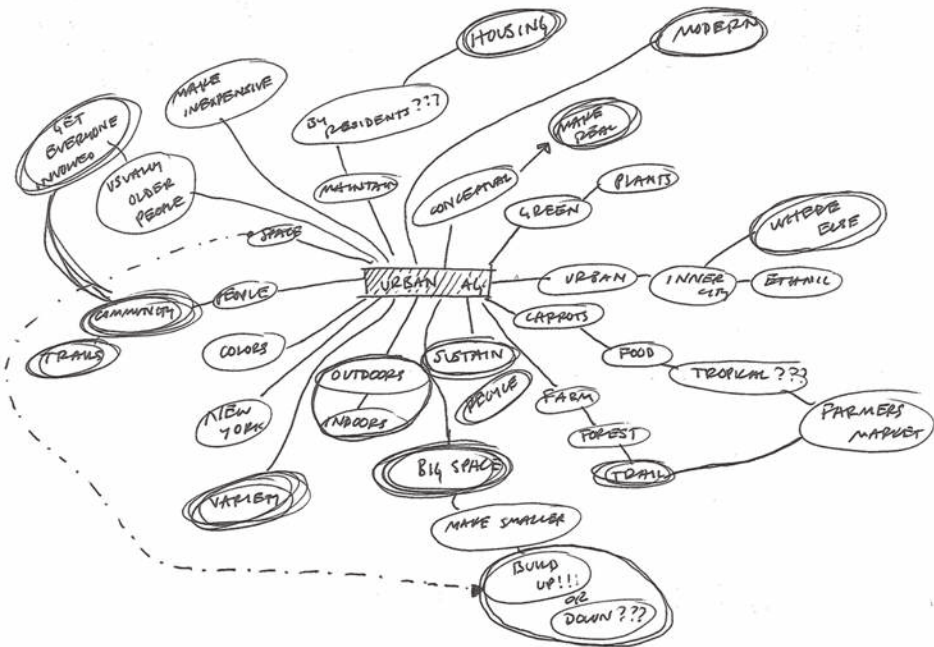 HOUSING
MODERN
MAKE
INEXPENSIVE
BY
RESIDENTS???
GET
EVERYONE
INVOLVED
MAKE
REAL
USUALLY
OLDER
PEOPLE
MAINTAIN
CONCEPTUAL
GREEN
PLANTS
SPACE
WHERE
ELSE
URBAN AG.
URBAN
INNER
CITY
ETHNIC
COMMUNITY
PEOPLE
CARROTS
TRAILS
COLORS
OUTDOORS
INDOORS
SUSTAIN
PEOPLE
FOOD
TROPICAL???
FARM
NEW
YORK
FARMERS
MARKET
FOREST
BIG SPACE
TRAIL
VARIETY
MAKE SMALLER
BUILD
UP!!!
OR
DOWN???